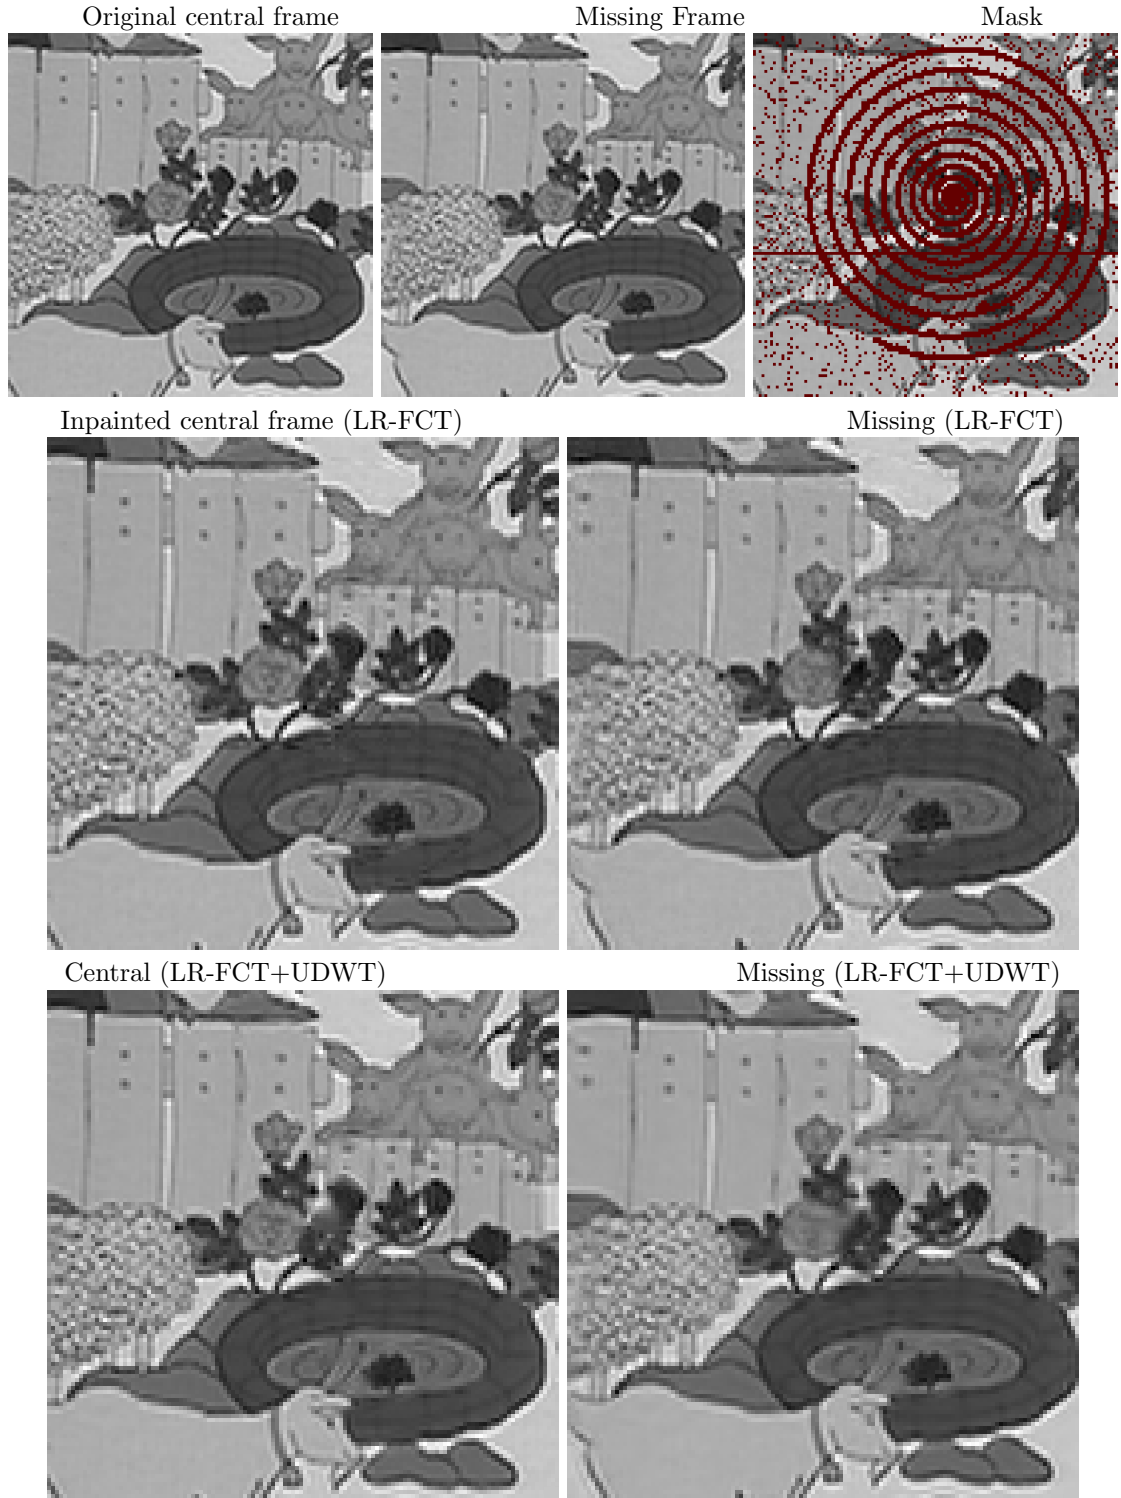 Original central frame
Missing Frame
Mask
Inpainted central frame (LR-FCT)
Missing (LR-FCT)
Central (LR-FCT+UDWT)
Missing (LR-FCT+UDWT)